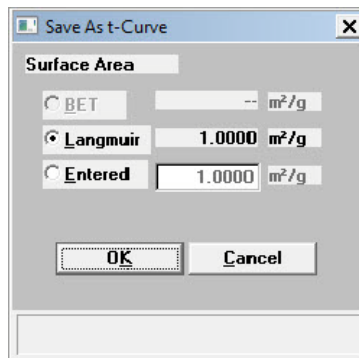 Save As t-Curve
Surface Area
BET -- m²/g
Langmuir 1.0000 m²/g
Entered 1.0000 m²/g
OK Cancel